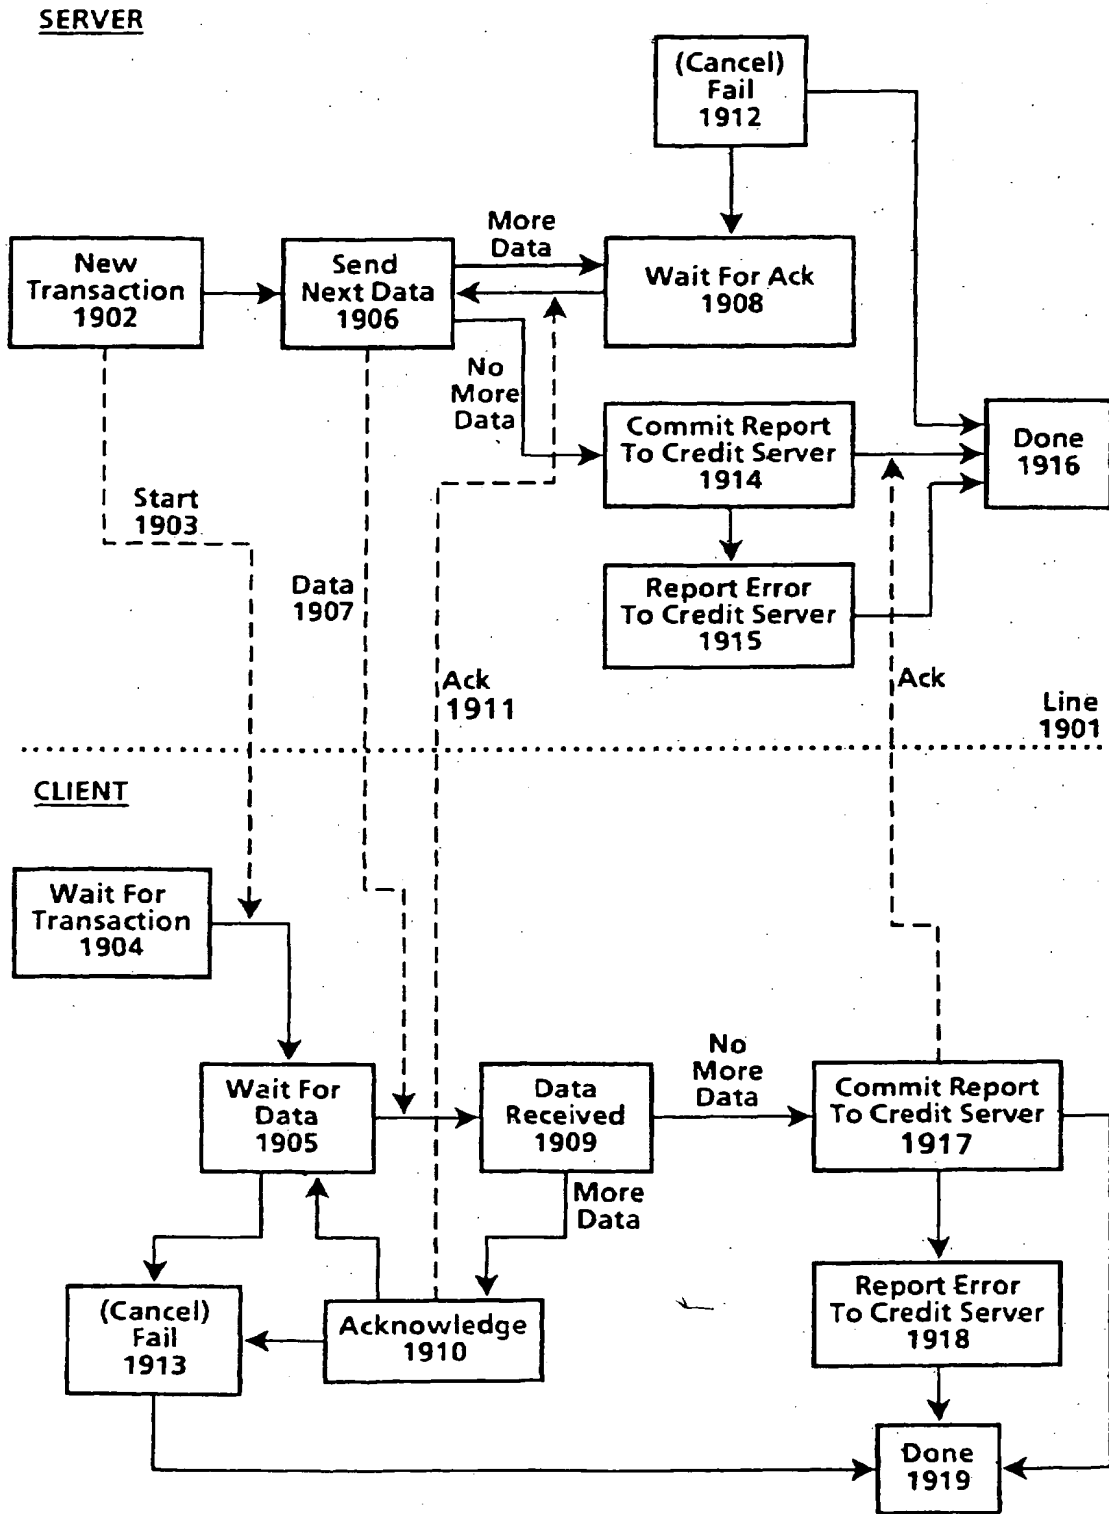 SERVER
(Cancel)
Fail
1912
New
Transaction
1902
Send
Next Data
1906
More
Data
Wait For Ack
1908
No
More
Data
Commit Report
To Credit Server
1914
Done
1916
Start
1903
Data
1907
Report Error
To Credit Server
1915
Ack
1911
Ack
Line
1901
CLIENT
Wait For
Transaction
1904
Wait For
Data
1905
Data
Received
1909
No
More
Data
Commit Report
To Credit Server
1917
More
Data
(Cancel)
Fail
1913
Acknowledge
1910
Report Error
To Credit Server
1918
Done
1919